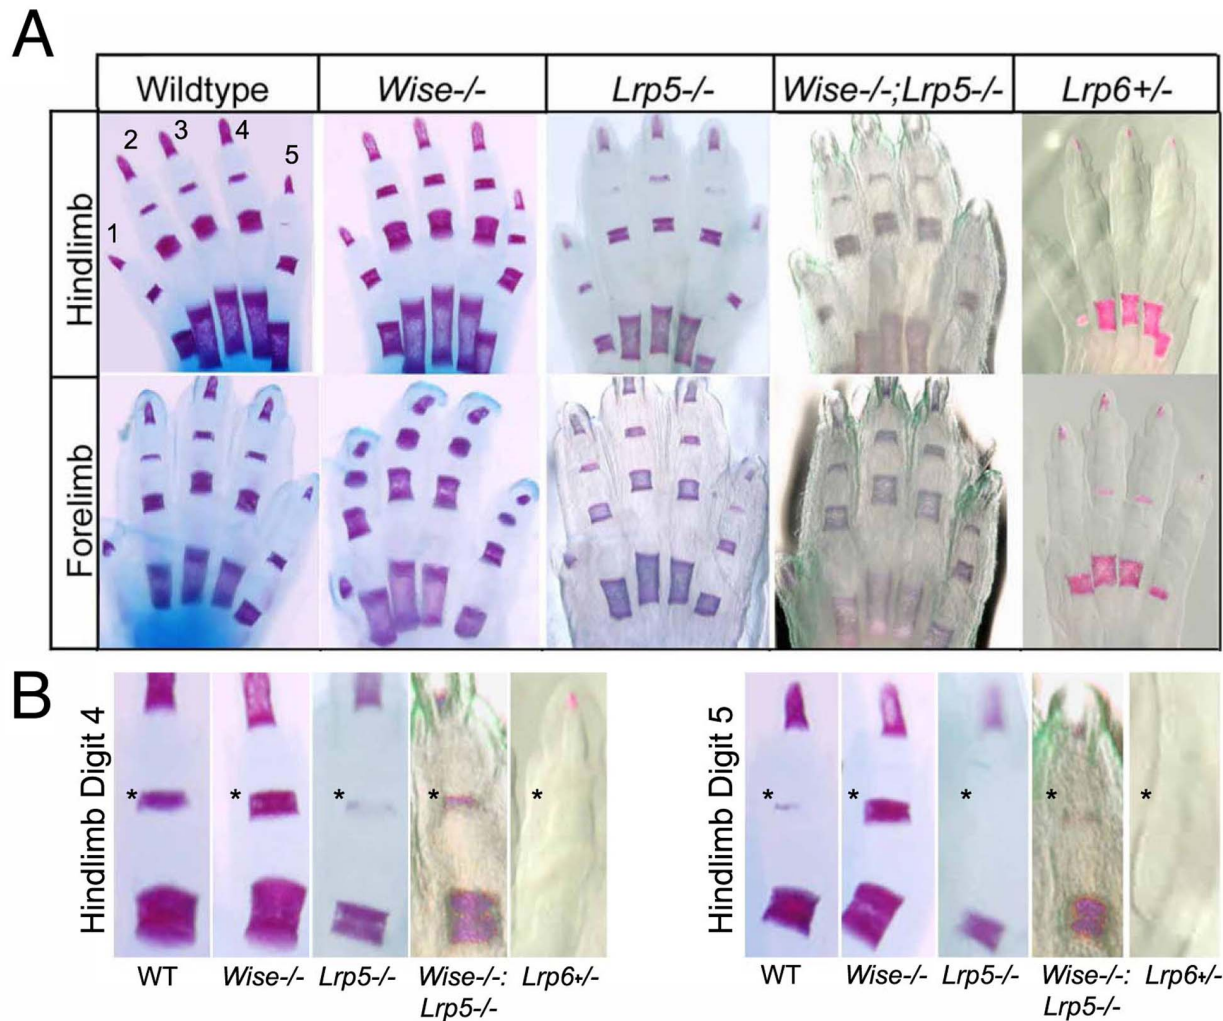 A
Wildtype
Wise-/-
Lrp5-/-
Wise-/-;Lrp5-/-
Lrp6+/-
Hindlimb
1
2
3
4
5
Forelimb
B
Hindlimb Digit 4
*
*
*
*
*
WT
Wise-/-
Lrp5-/-
Wise-/-:
Lrp5-/-
Lrp6+/-
Hindlimb Digit 5
*
*
*
*
*
WT
Wise-/-
Lrp5-/-
Wise-/-:
Lrp5-/-
Lrp6+/-